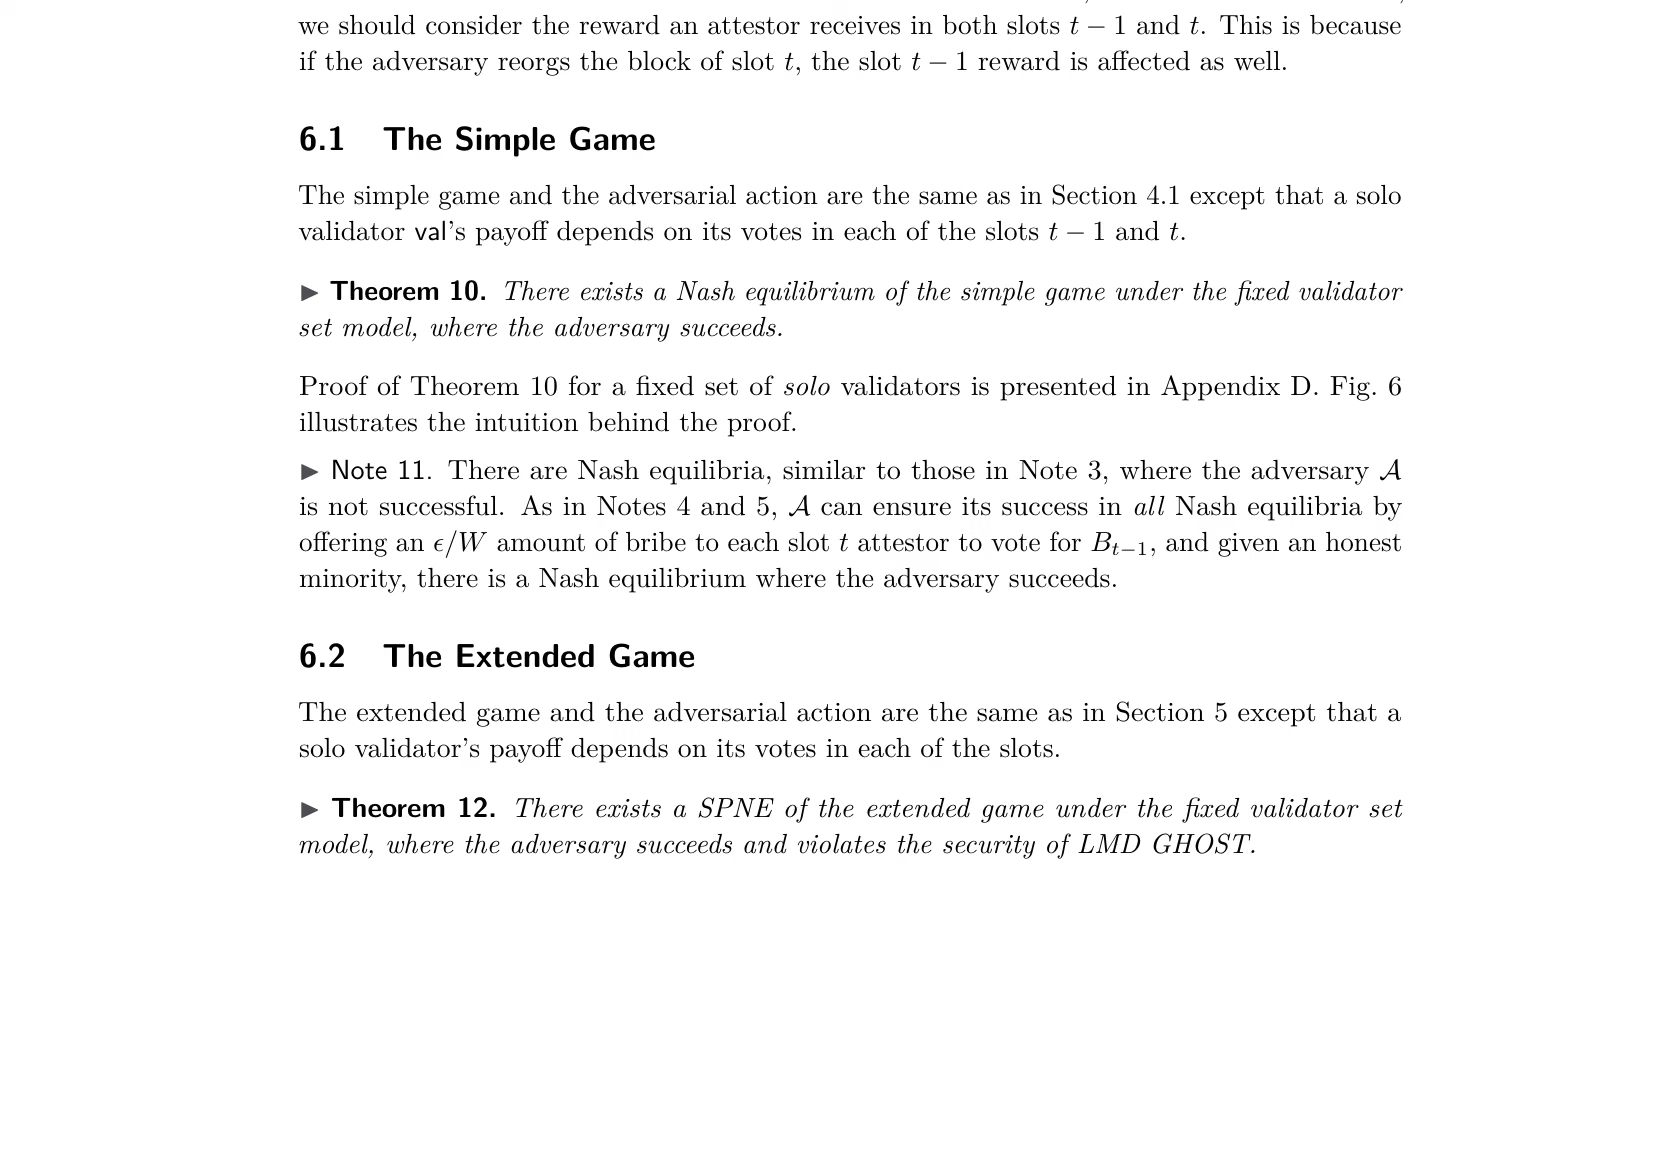 we should consider the reward an attestor receives in both slots t − 1 and t. This is because
if the adversary reorgs the block of slot t, the slot t − 1 reward is affected as well.
6.1 The Simple Game
The simple game and the adversarial action are the same as in Section 4.1 except that a solo
validator val's payoff depends on its votes in each of the slots t − 1 and t.
▶ Theorem 10. There exists a Nash equilibrium of the simple game under the fixed validator
set model, where the adversary succeeds.
Proof of Theorem 10 for a fixed set of solo validators is presented in Appendix D. Fig. 6
illustrates the intuition behind the proof.
▶ Note 11. There are Nash equilibria, similar to those in Note 3, where the adversary 𝒜
is not successful. As in Notes 4 and 5, 𝒜 can ensure its success in all Nash equilibria by
offering an ϵ/W amount of bribe to each slot t attestor to vote for Bₜ₋₁, and given an honest
minority, there is a Nash equilibrium where the adversary succeeds.
6.2 The Extended Game
The extended game and the adversarial action are the same as in Section 5 except that a
solo validator's payoff depends on its votes in each of the slots.
▶ Theorem 12. There exists a SPNE of the extended game under the fixed validator set
model, where the adversary succeeds and violates the security of LMD GHOST.